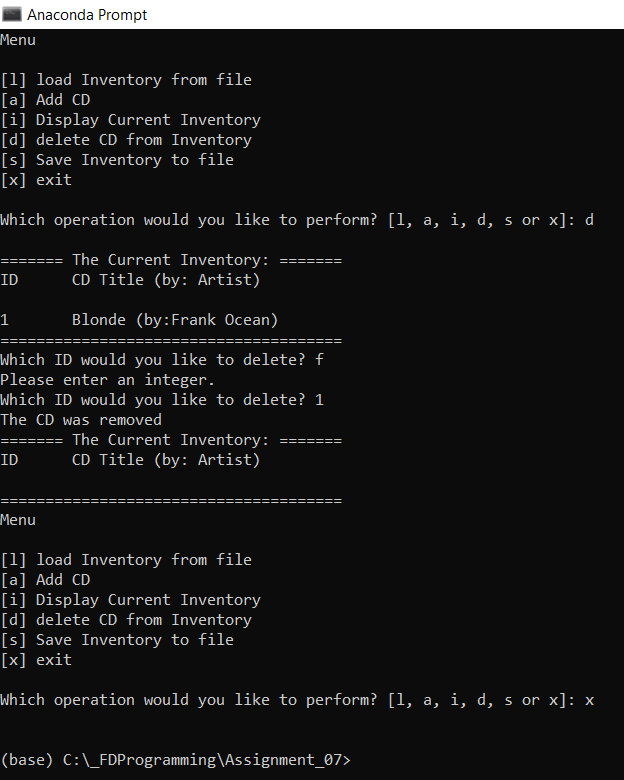 Anaconda Prompt
Menu
[l] load Inventory from file
[a] Add CD
[i] Display Current Inventory
[d] delete CD from Inventory
[s] Save Inventory to file
[x] exit
Which operation would you like to perform? [l, a, i, d, s or x]: d
======= The Current Inventory: =======
ID      CD Title (by: Artist)
1       Blonde (by:Frank Ocean)
======================================
Which ID would you like to delete? f
Please enter an integer.
Which ID would you like to delete? 1
The CD was removed
======= The Current Inventory: =======
ID      CD Title (by: Artist)
======================================
Menu
[l] load Inventory from file
[a] Add CD
[i] Display Current Inventory
[d] delete CD from Inventory
[s] Save Inventory to file
[x] exit
Which operation would you like to perform? [l, a, i, d, s or x]: x
(base) C:\_FDProgramming\Assignment_07>